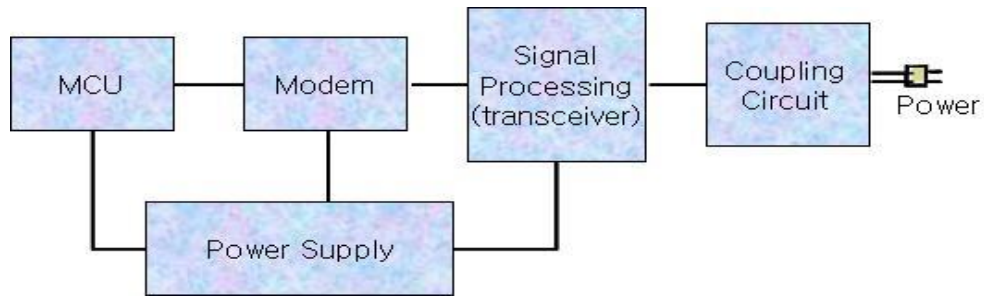 MCU
Modem
Signal
Processing
(transceiver)
Coupling
Circuit
Power
Power Supply